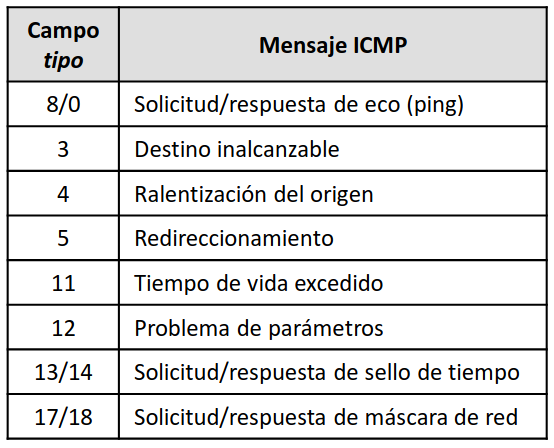 Campo
tipo
Mensaje ICMP
8/0
Solicitud/respuesta de eco (ping)
3
Destino inalcanzable
4
Ralentización del origen
5
Redireccionamiento
11
Tiempo de vida excedido
12
Problema de parámetros
13/14
Solicitud/respuesta de sello de tiempo
17/18
Solicitud/respuesta de máscara de red